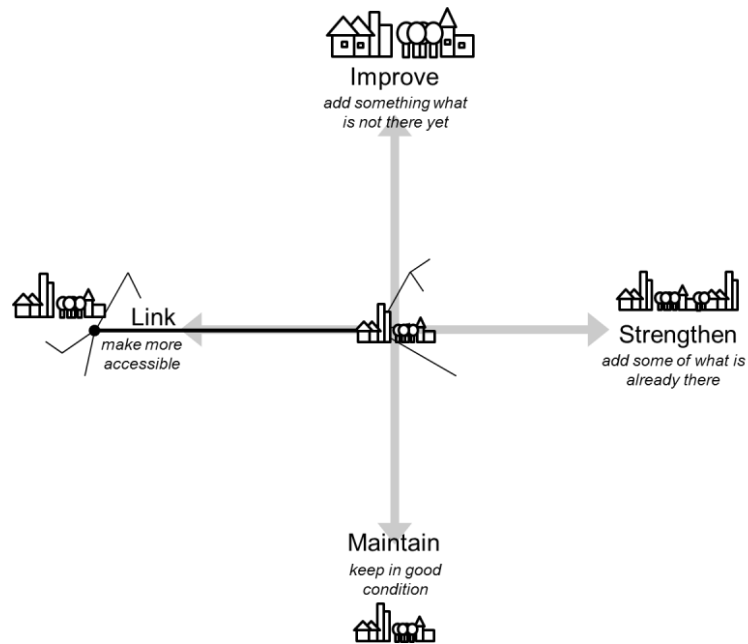 Improve
add something what
is not there yet
Link
make more
accessible
Strengthen
add some of what is
already there
Maintain
keep in good
condition